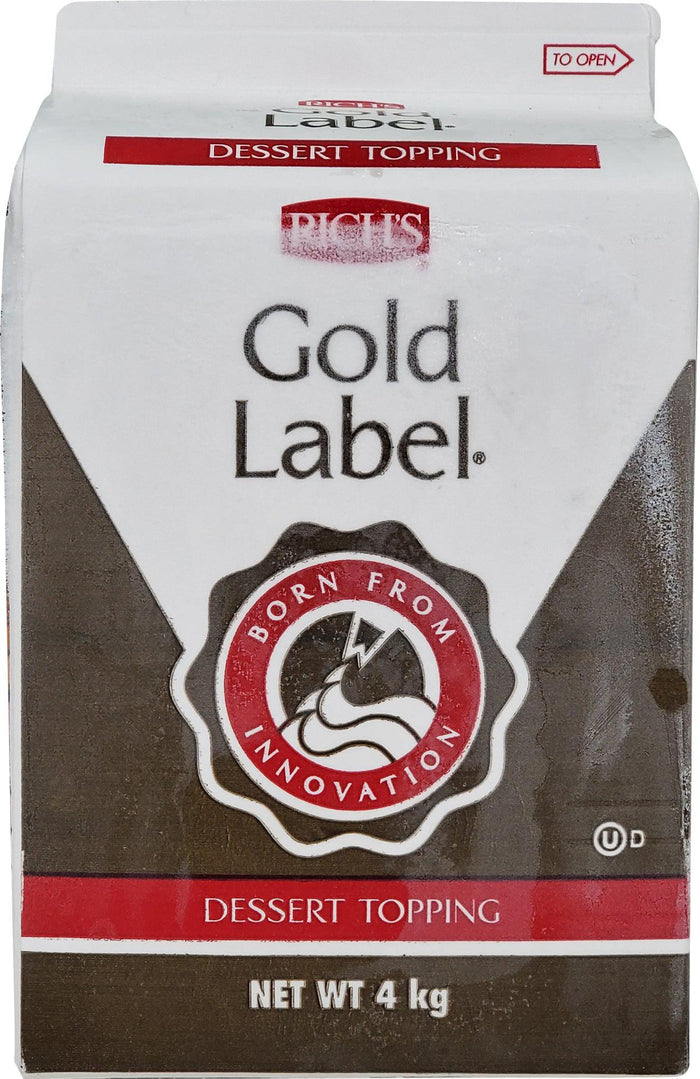 TO OPEN
RICH'S
Gold
Label®
DESSERT TOPPING
RICH'S
Gold
Label®
BORN FROM
INNOVATION
U D
DESSERT TOPPING
NET WT 4 kg